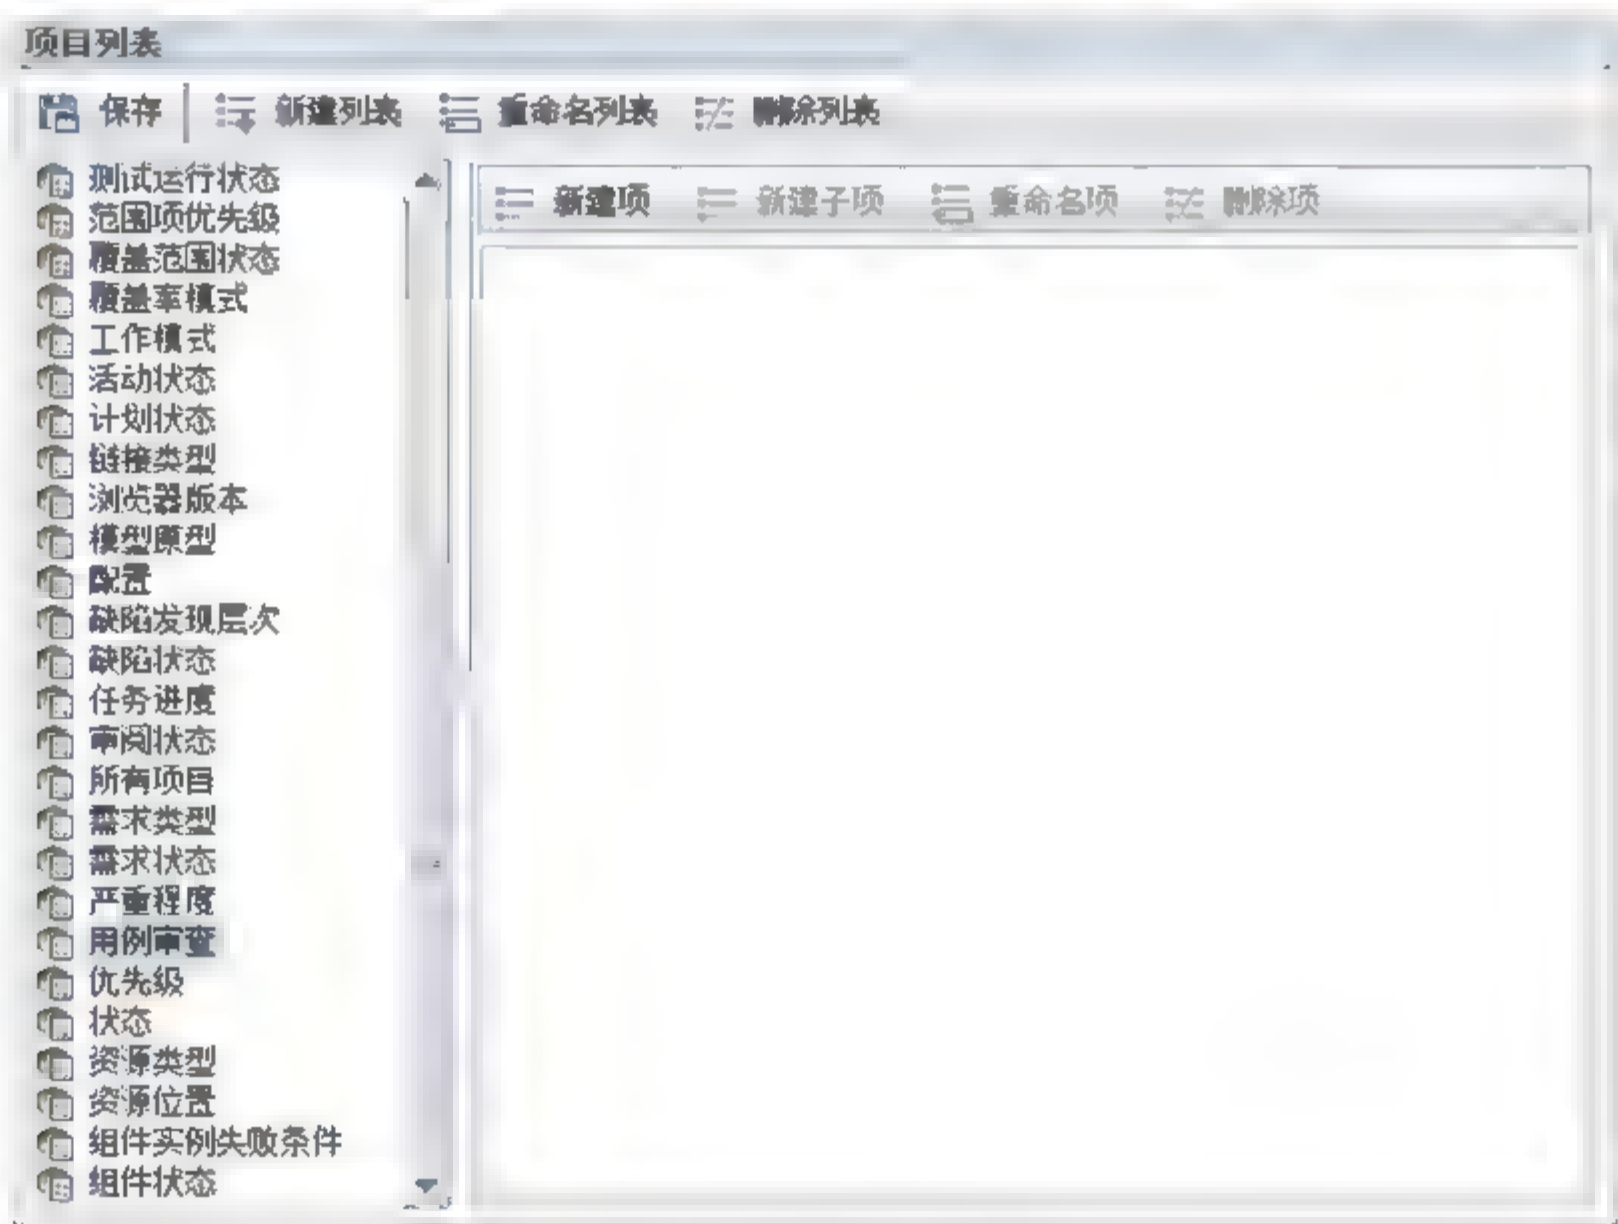 项目列表
保存 新建列表 重命名列表 删除列表
新建项 新建子项 重命名项 删除项
测试运行状态
范围项优先级
覆盖范围状态
覆盖率模式
工作模式
活动状态
计划状态
链接类型
浏览器版本
模型原型
配置
缺陷发现层次
缺陷状态
任务进度
审阅状态
所有项目
需求类型
需求状态
严重程度
用例审查
优先级
状态
资源类型
资源位置
组件实例失败条件
组件状态